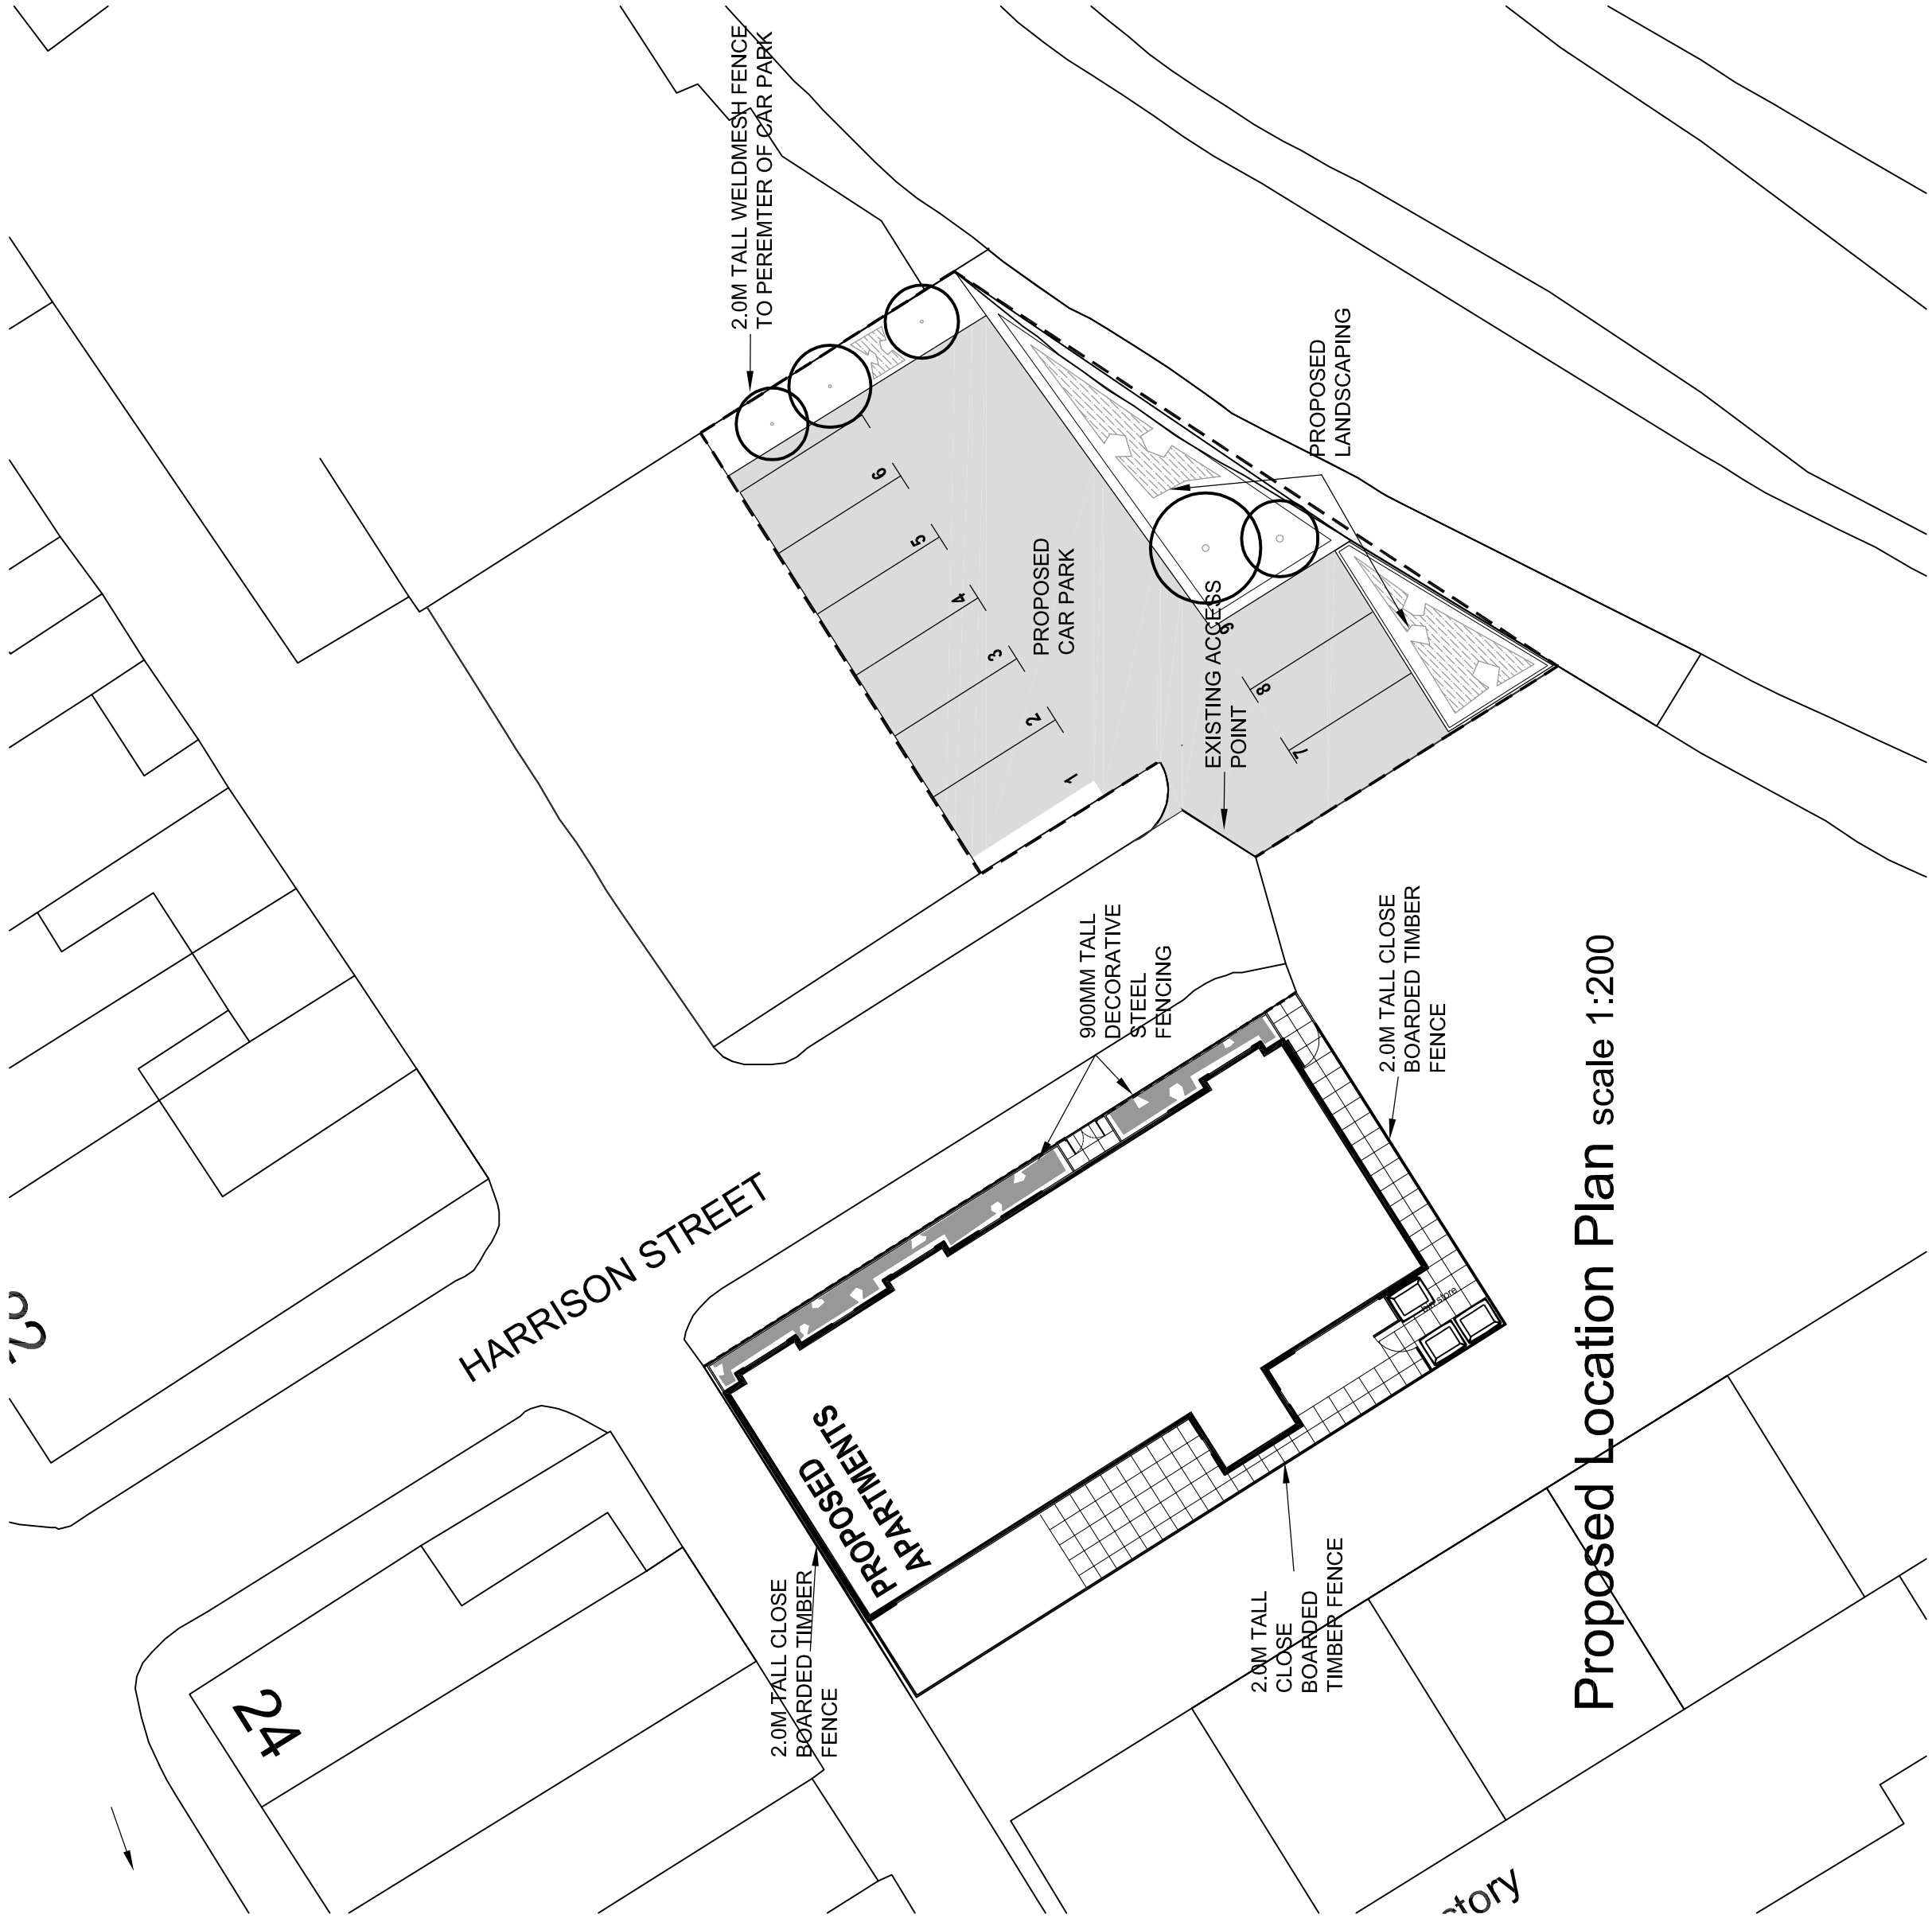 2.0M TALL WELDMESH FENCE
TO PEREMTER OF CAR PARK
PROPOSED
LANDSCAPING
PROPOSED
CAR PARK
EXISTING ACCESS
POINT
1
2
3
4
5
6
7
8
9
900MM TALL
DECORATIVE
STEEL
FENCING
2.0M TALL CLOSE
BOARDED TIMBER
FENCE
HARRISON STREET
PROPOSED
APARTMENTS
bin store
2.0M TALL CLOSE
BOARDED TIMBER
FENCE
2.0M TALL
CLOSE
BOARDED
TIMBER FENCE
24
Proposed Location Plan scale 1:200